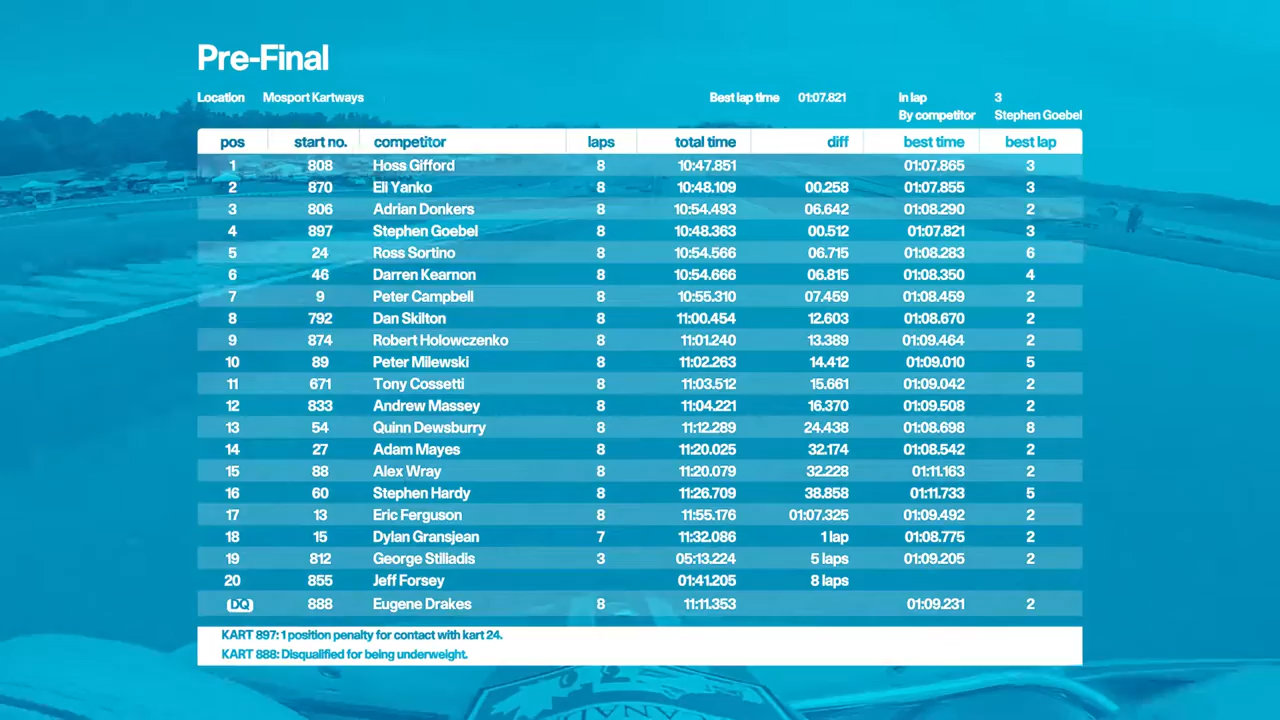 Pre-Final
Location Mosport Kartways Best lap time 01:07.821 In lap 3
By competitor Stephen Goebel
pos start no. competitor laps total time diff best time best lap
1 808 Hoss Gifford 8 10:47.851 01:07.865 3
2 870 Eli Yanko 8 10:48.109 00.258 01:07.855 3
3 806 Adrian Donkers 8 10:54.493 06.642 01:08.290 2
4 897 Stephen Goebel 8 10:48.363 00.512 01:07.821 3
5 24 Ross Sortino 8 10:54.566 06.715 01:08.283 6
6 46 Darren Kearnon 8 10:54.666 06.815 01:08.350 4
7 9 Peter Campbell 8 10:55.310 07.459 01:08.459 2
8 792 Dan Skilton 8 11:00.454 12.603 01:08.670 2
9 874 Robert Holowczenko 8 11:01.240 13.389 01:09.464 2
10 89 Peter Milewski 8 11:02.263 14.412 01:09.010 5
11 671 Tony Cossetti 8 11:03.512 15.661 01:09.042 2
12 833 Andrew Massey 8 11:04.221 16.370 01:09.508 2
13 54 Quinn Dewsburry 8 11:12.289 24.438 01:08.698 8
14 27 Adam Mayes 8 11:20.025 32.174 01:08.542 2
15 88 Alex Wray 8 11:20.079 32.228 01:11.163 2
16 60 Stephen Hardy 8 11:26.709 38.858 01:11.733 5
17 13 Eric Ferguson 8 11:55.176 01:07.325 01:09.492 2
18 15 Dylan Gransjean 7 11:32.086 1 lap 01:08.775 2
19 812 George Stiliadis 3 05:13.224 5 laps 01:09.205 2
20 855 Jeff Forsey 01:41.205 8 laps
DQ 888 Eugene Drakes 8 11:11.353 01:09.231 2
KART 897: 1 position penalty for contact with kart 24.
KART 888: Disqualified for being underweight.